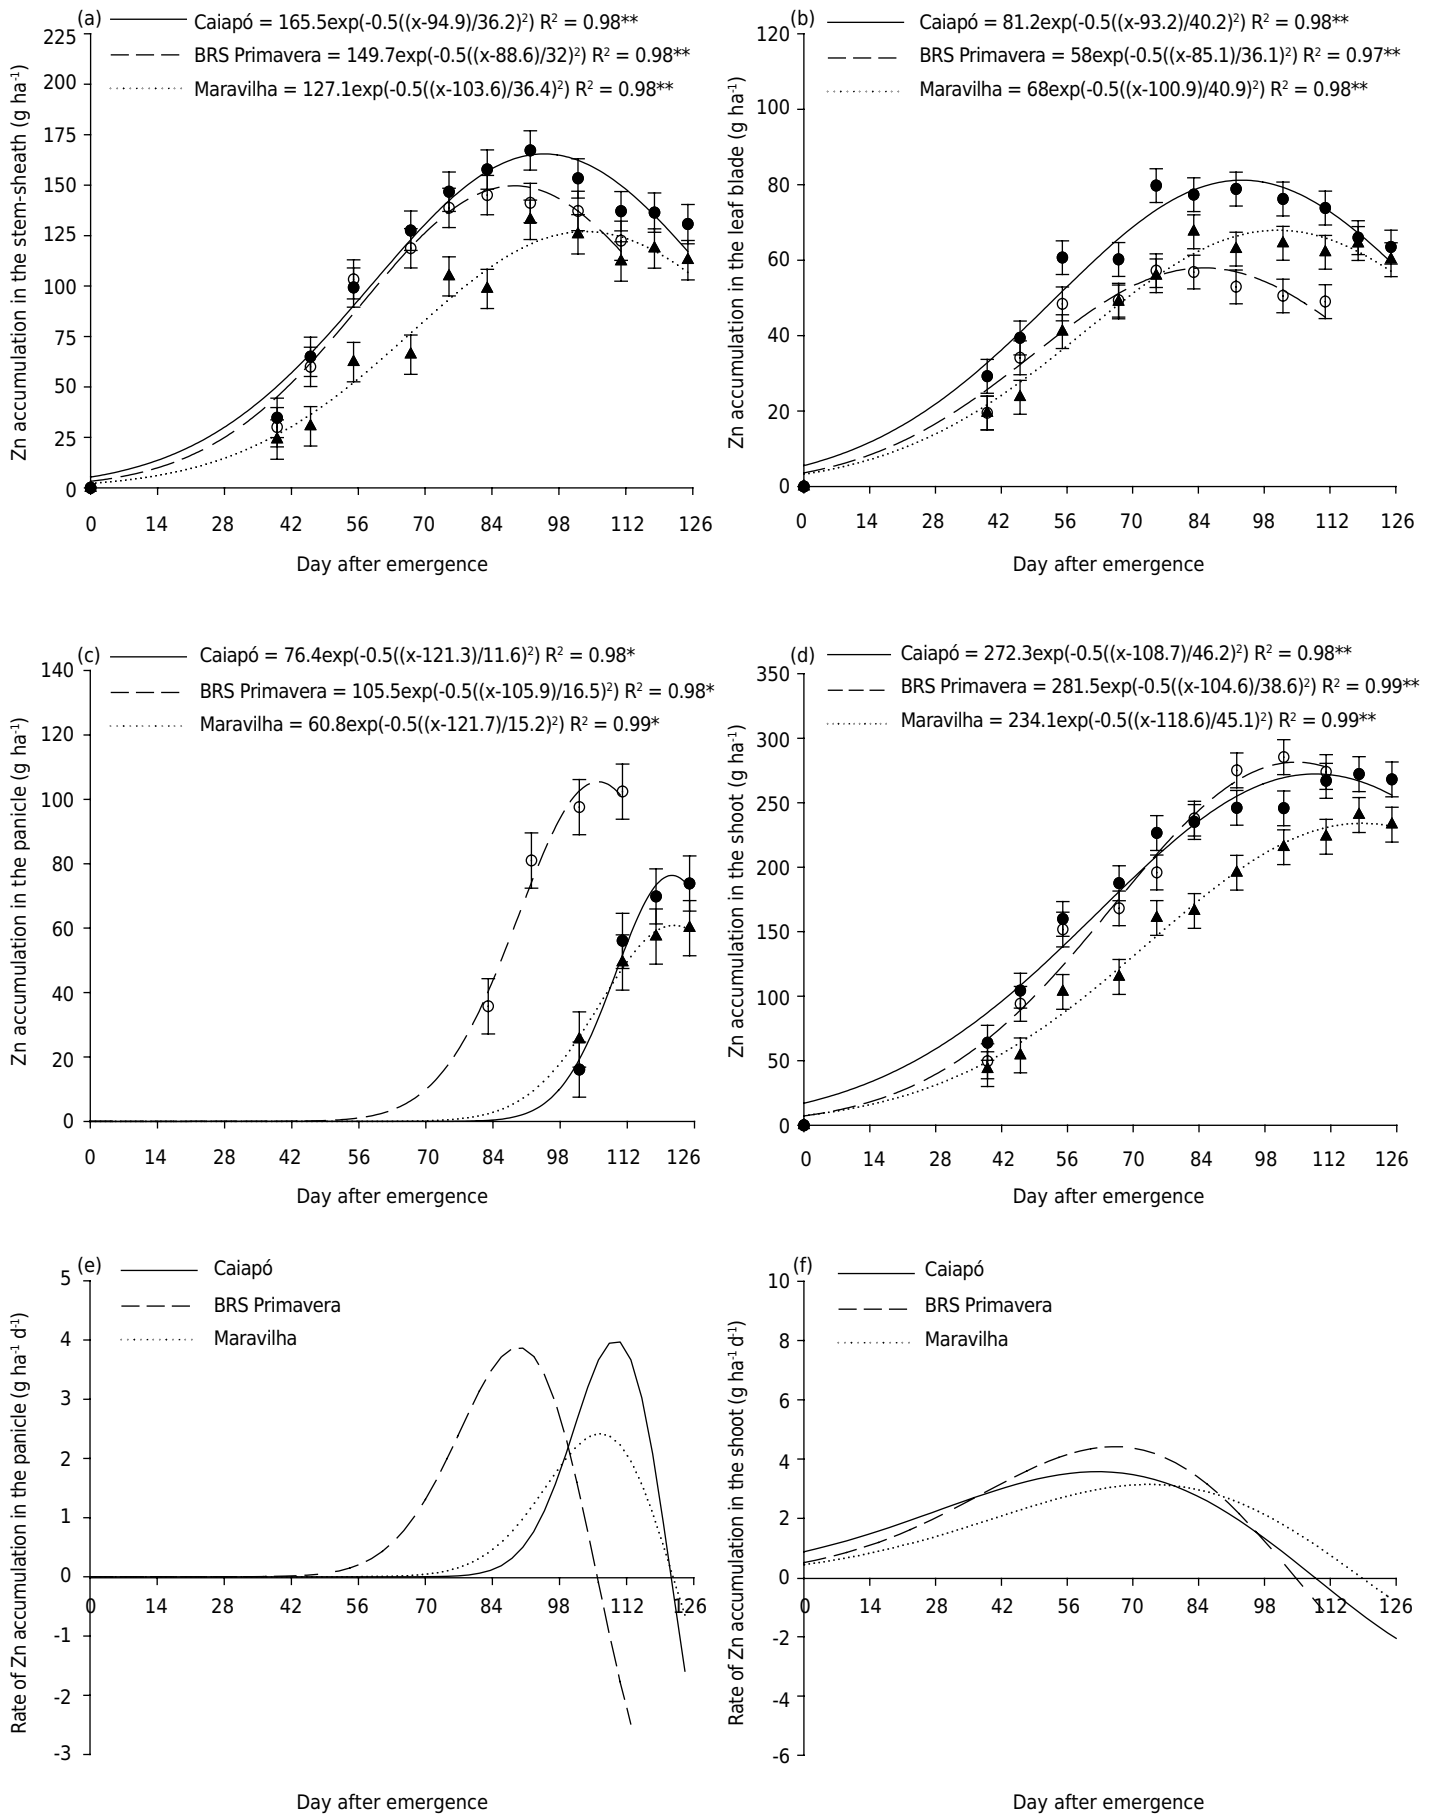 (a)
Caiapó = 165.5exp(-0.5((x-94.9)/36.2)²) R² = 0.98**
BRS Primavera = 149.7exp(-0.5((x-88.6)/32)²) R² = 0.98**
Maravilha = 127.1exp(-0.5((x-103.6)/36.4)²) R² = 0.98**
Zn accumulation in the stem-sheath (g ha⁻¹)
225
200
175
150
125
100
75
50
25
0
0 14 28 42 56 70 84 98 112 126
Day after emergence
(b)
Caiapó = 81.2exp(-0.5((x-93.2)/40.2)²) R² = 0.98**
BRS Primavera = 58exp(-0.5((x-85.1)/36.1)²) R² = 0.97**
Maravilha = 68exp(-0.5((x-100.9)/40.9)²) R² = 0.98**
Zn accumulation in the leaf blade (g ha⁻¹)
120
100
80
60
40
20
0
0 14 28 42 56 70 84 98 112 126
Day after emergence
(c)
Caiapó = 76.4exp(-0.5((x-121.3)/11.6)²) R² = 0.98*
BRS Primavera = 105.5exp(-0.5((x-105.9)/16.5)²) R² = 0.98*
Maravilha = 60.8exp(-0.5((x-121.7)/15.2)²) R² = 0.99*
Zn accumulation in the panicle (g ha⁻¹)
140
120
100
80
60
40
20
0
0 14 28 42 56 70 84 98 112 126
Day after emergence
(d)
Caiapó = 272.3exp(-0.5((x-108.7)/46.2)²) R² = 0.98**
BRS Primavera = 281.5exp(-0.5((x-104.6)/38.6)²) R² = 0.99**
Maravilha = 234.1exp(-0.5((x-118.6)/45.1)²) R² = 0.99**
Zn accumulation in the shoot (g ha⁻¹)
350
300
250
200
150
100
50
0
0 14 28 42 56 70 84 98 112 126
Day after emergence
(e)
Caiapó
BRS Primavera
Maravilha
Rate of Zn accumulation in the panicle (g ha⁻¹ d⁻¹)
5
4
3
2
1
0
-1
-2
-3
0 14 28 42 56 70 84 98 112 126
Day after emergence
(f)
Caiapó
BRS Primavera
Maravilha
Rate of Zn accumulation in the shoot (g ha⁻¹ d⁻¹)
10
8
6
4
2
0
-2
-4
-6
0 14 28 42 56 70 84 98 112 126
Day after emergence